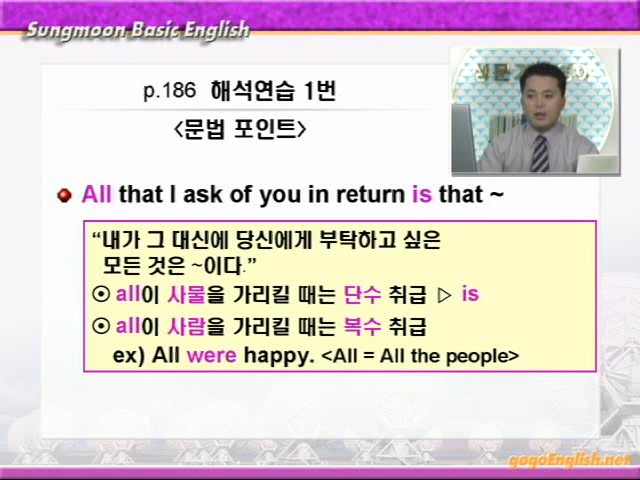 Sungmoon Basic English
p.186 해석연습 1번
<문법 포인트>
All that I ask of you in return is that ~
“내가 그 대신에 당신에게 부탁하고 싶은
모든 것은 ~이다.”
⊙ all이 사물을 가리킬 때는 단수 취급 ▷ is
⊙ all이 사람을 가리킬 때는 복수 취급
ex) All were happy. <All = All the people>
gogoEnglish.net